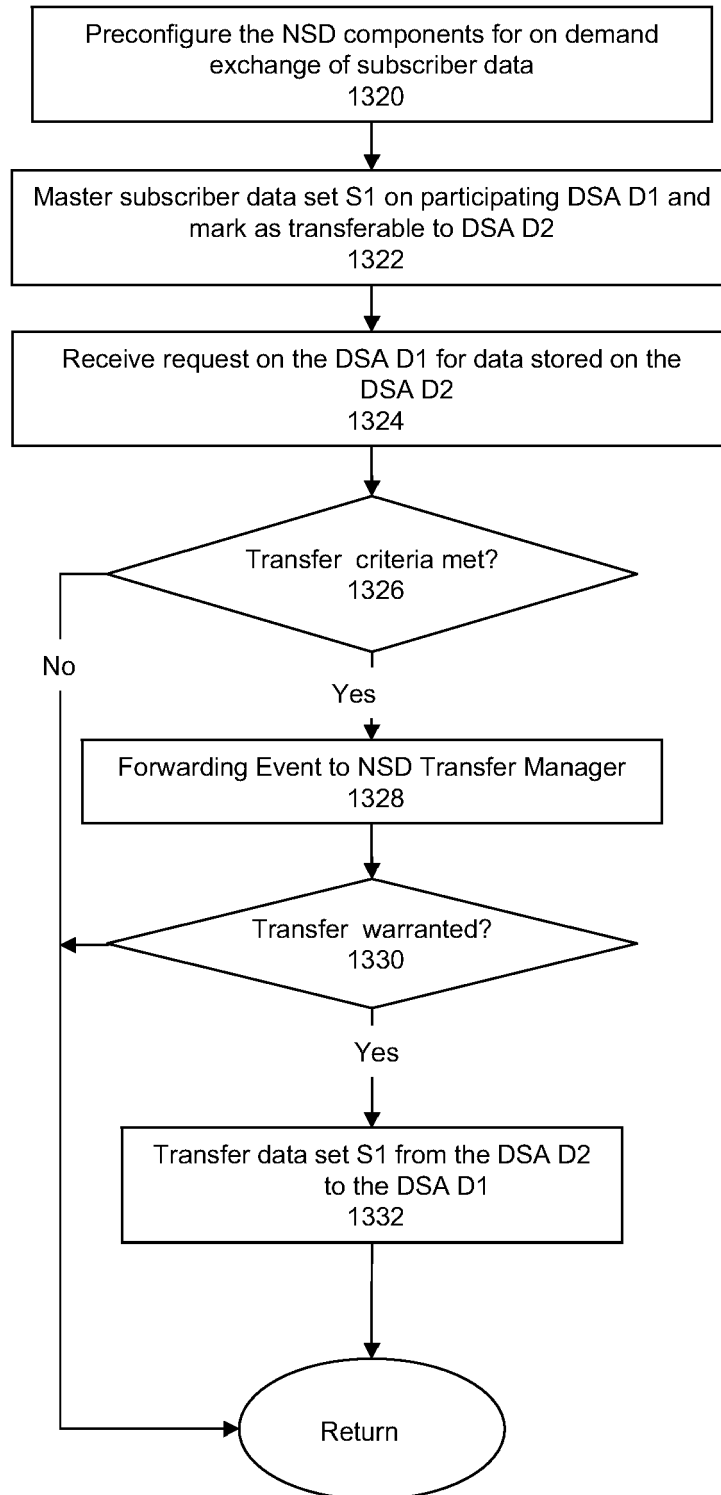 Preconfigure the NSD components for on demand
exchange of subscriber data
1320
Master subscriber data set S1 on participating DSA D1 and
mark as transferable to DSA D2
1322
Receive request on the DSA D1 for data stored on the
DSA D2
1324
Transfer criteria met?
1326
No
Yes
Forwarding Event to NSD Transfer Manager
1328
Transfer warranted?
1330
Yes
Transfer data set S1 from the DSA D2
to the DSA D1
1332
Return